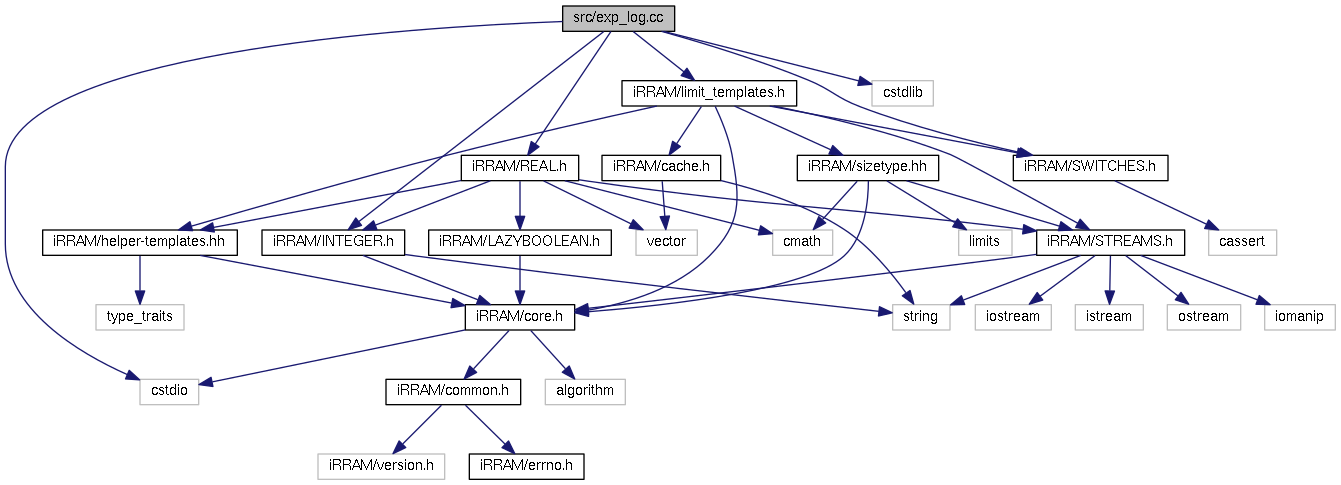 src/exp_log.cc
iRRAM/limit_templates.h
cstdlib
iRRAM/REAL.h
iRRAM/cache.h
iRRAM/sizetype.hh
iRRAM/SWITCHES.h
iRRAM/helper-templates.hh
iRRAM/INTEGER.h
iRRAM/LAZYBOOLEAN.h
vector
cmath
limits
iRRAM/STREAMS.h
cassert
type_traits
iRRAM/core.h
string
iostream
istream
ostream
iomanip
cstdio
iRRAM/common.h
algorithm
iRRAM/version.h
iRRAM/errno.h